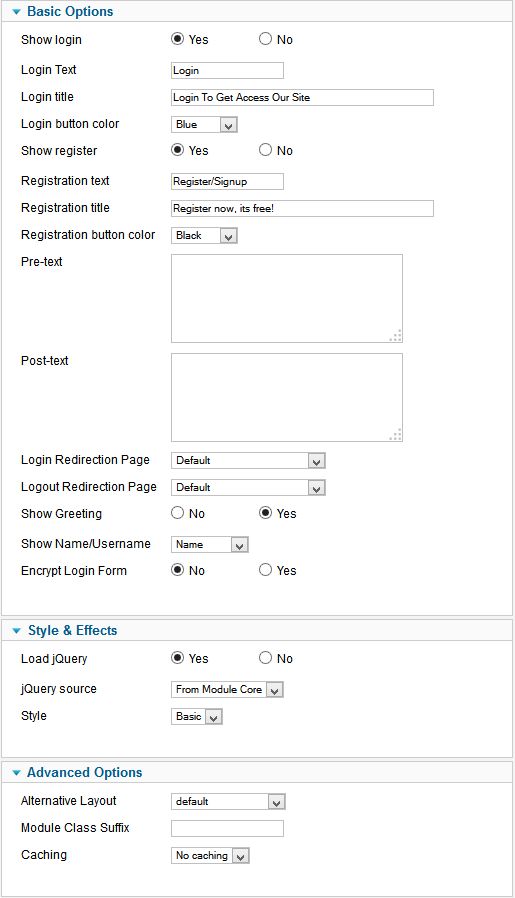 Basic Options
Show login Yes No
Login Text Login
Login title Login To Get Access Our Site
Login button color Blue
Show register Yes No
Registration text Register/Signup
Registration title Register now, its free!
Registration button color Black
Pre-text
Post-text
Login Redirection Page Default
Logout Redirection Page Default
Show Greeting No Yes
Show Name/Username Name
Encrypt Login Form No Yes
Style & Effects
Load jQuery Yes No
jQuery source From Module Core
Style Basic
Advanced Options
Alternative Layout default
Module Class Suffix
Caching No caching